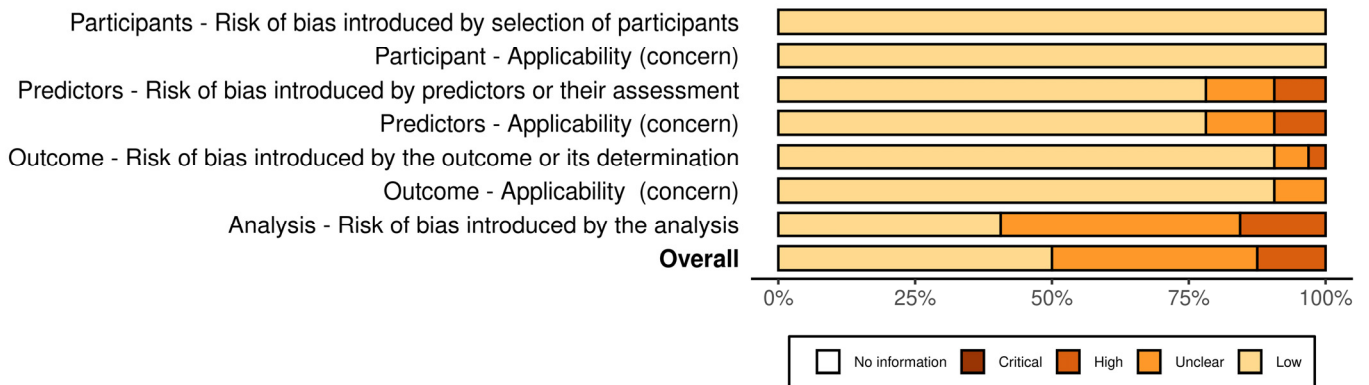 Participants - Risk of bias introduced by selection of participants
Participant - Applicability (concern)
Predictors - Risk of bias introduced by predictors or their assessment
Predictors - Applicability (concern)
Outcome - Risk of bias introduced by the outcome or its determination
Outcome - Applicability  (concern)
Analysis - Risk of bias introduced by the analysis
Overall
0% 25% 50% 75% 100%
No information Critical High Unclear Low